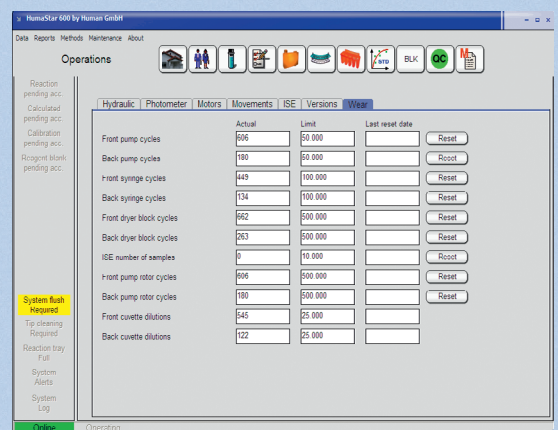 HumaStar 600 by Human GmbH
Data Reports Methods Maintenance About
Operations
STD
BLK
QC
M
Reaction
pending acc.
Calculated
pending acc.
Calibration
pending acc.
Reagent blank
pending acc.
System flush
Required
Tip cleaning
Required
Reaction tray
Full
System
Alerts
System
Log
Hydraulic Photometer Motors Movements ISE Versions Wear
Actual Limit Last reset date
Front pump cycles 606 50.000 Reset
Back pump cycles 180 50.000 Reset
Front syringe cycles 449 100.000 Reset
Back syringe cycles 134 100.000 Reset
Front dryer block cycles 662 500.000 Reset
Back dryer block cycles 263 500.000 Reset
ISE number of samples 0 10.000 Reset
Front pump rotor cycles 606 500.000 Reset
Back pump rotor cycles 180 500.000 Reset
Front cuvette dilutions 545 25.000
Back cuvette dilutions 122 25.000
Online Operating